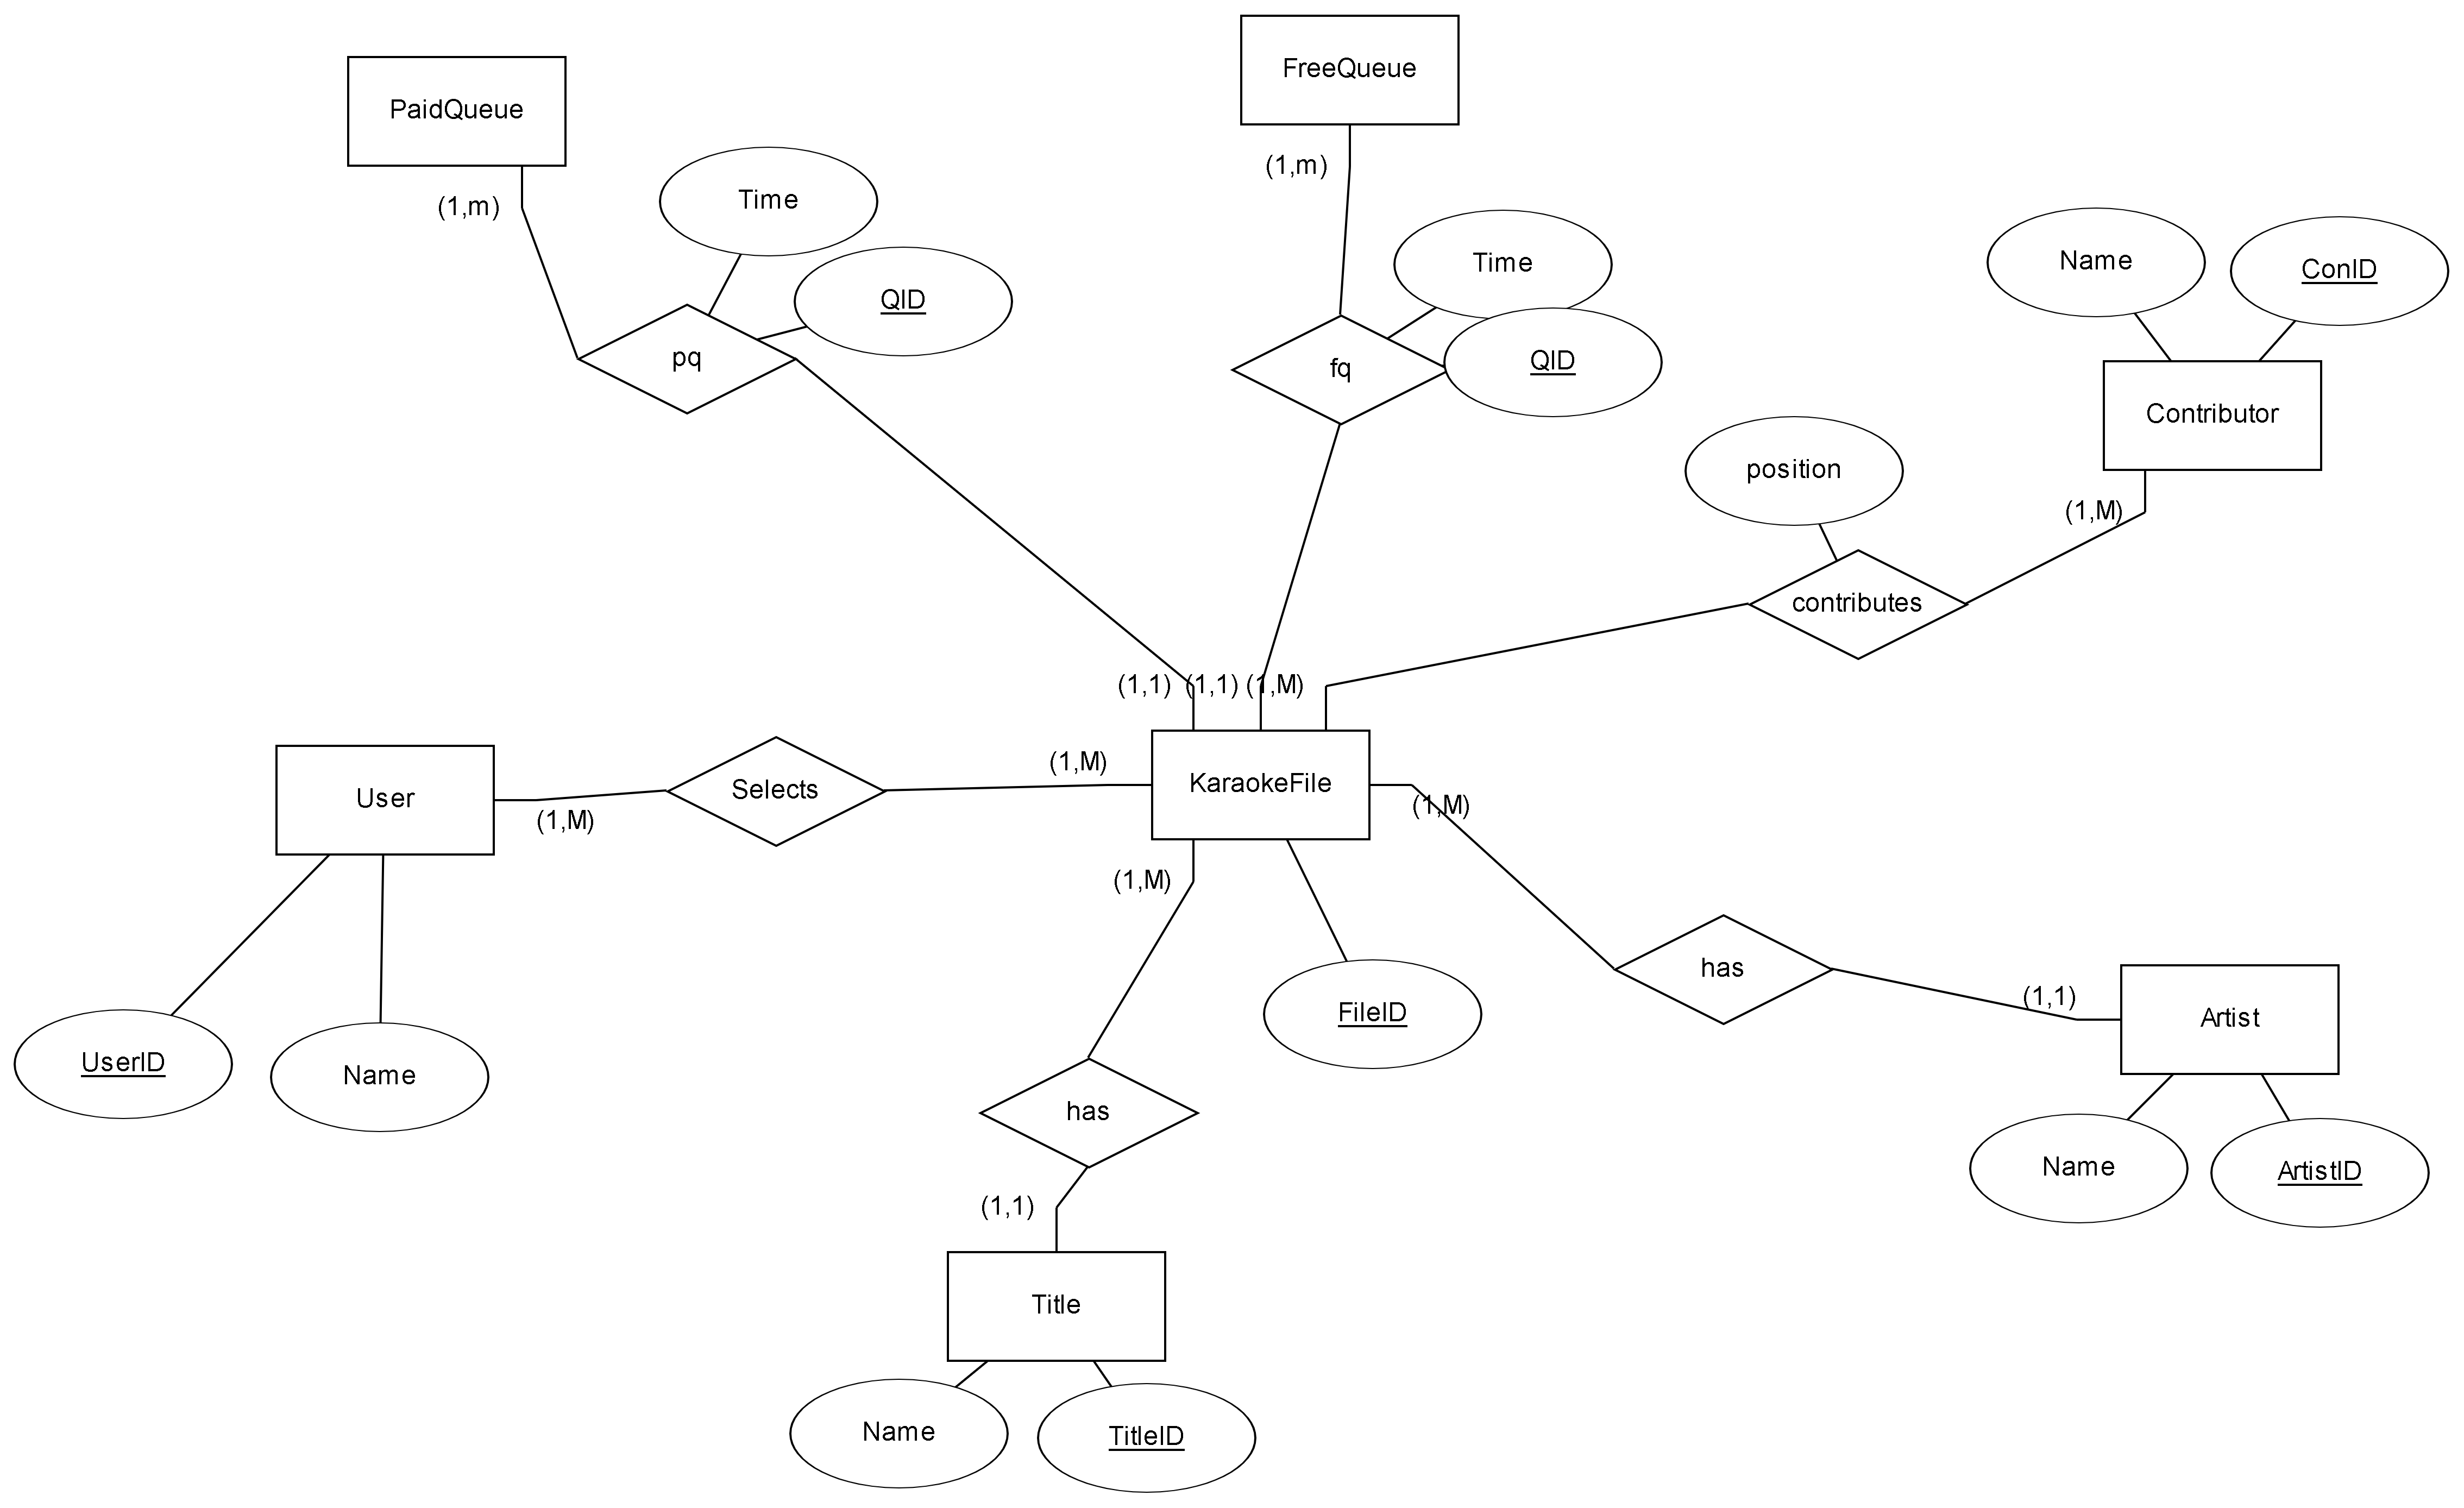 FreeQueue
PaidQueue
(1,m)
(1,m)
Time
Time
QID
QID
pq
fq
Name
ConID
Contributor
position
(1,M)
contributes
(1,1)
(1,1)
(1,M)
User
Selects
KaraokeFile
(1,M)
(1,M)
(1,M)
(1,M)
has
FileID
(1,1)
Artist
UserID
Name
has
Name
ArtistID
(1,1)
Title
Name
TitleID